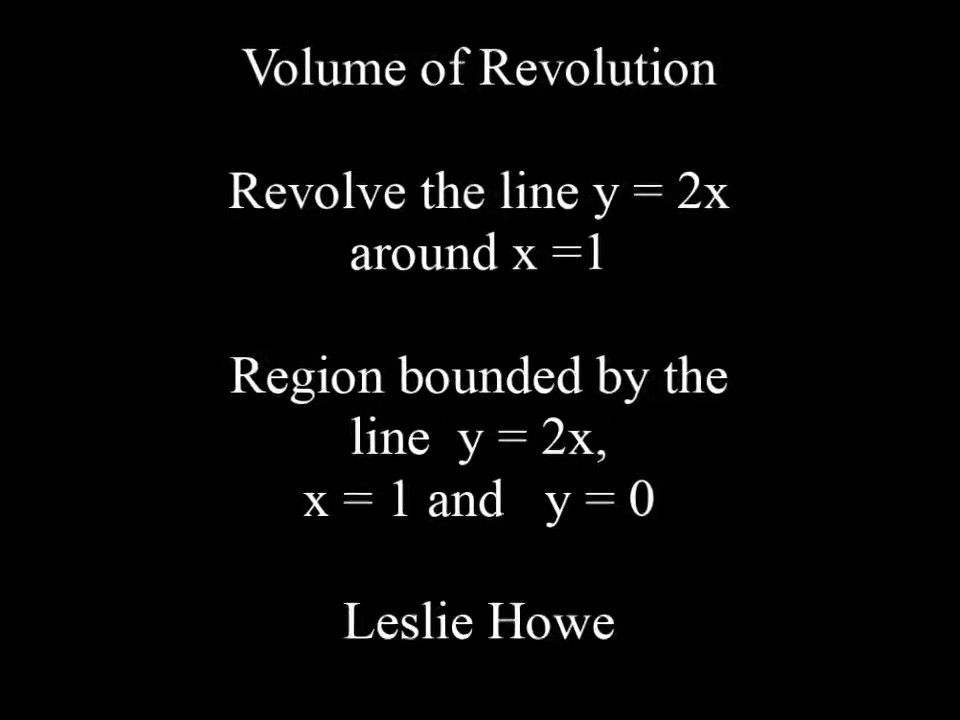 Volume of Revolution
Revolve the line y = 2x
around x =1
Region bounded by the
line  y = 2x,
x = 1 and   y = 0
Leslie Howe